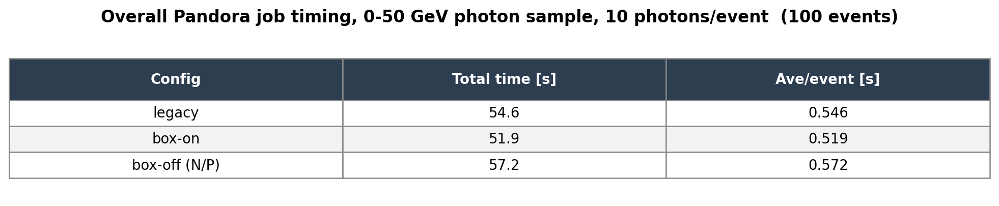 Overall Pandora job timing, 0-50 GeV photon sample, 10 photons/event  (100 events)
Config Total time [s] Ave/event [s]
legacy 54.6 0.546
box-on 51.9 0.519
box-off (N/P) 57.2 0.572